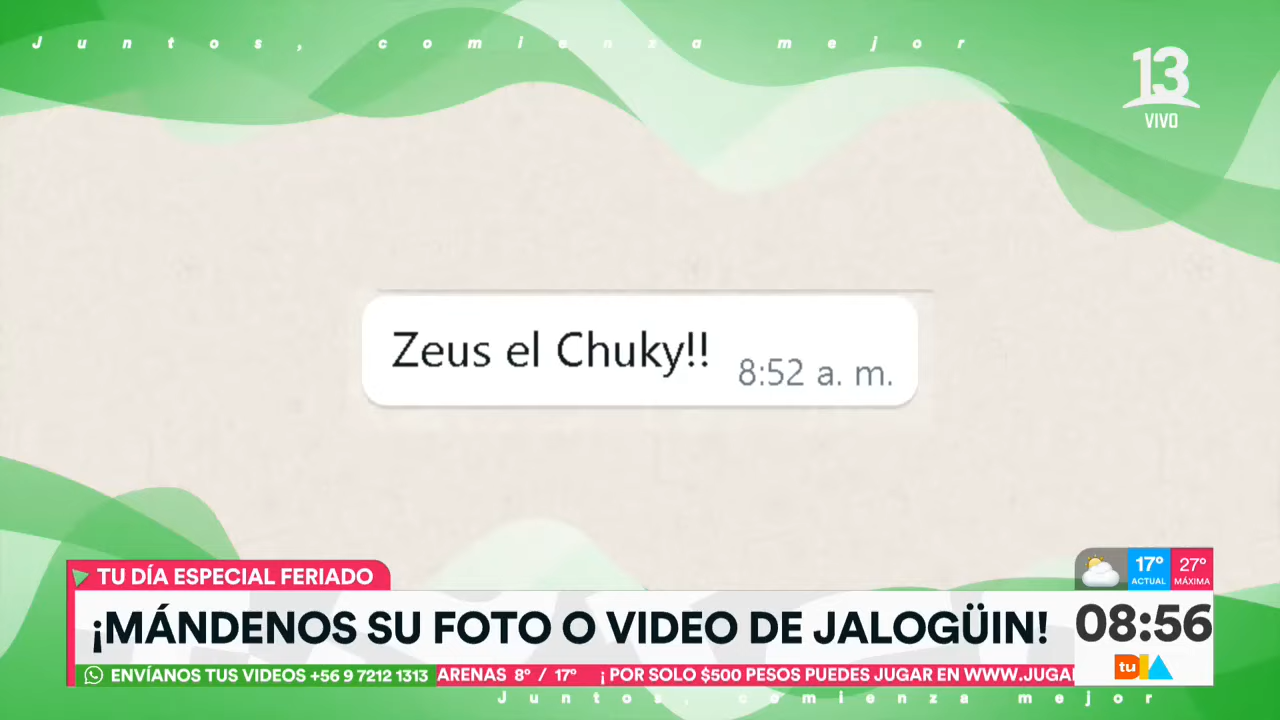 Juntos, comienza mejor
13
VIVO
Zeus el Chuky!!
8:52 a. m.
TU DÍA ESPECIAL FERIADO
17° 27°
ACTUAL MÁXIMA
¡MÁNDENOS SU FOTO O VIDEO DE JALOGÜIN!
08:56
tu DÍA
ENVÍANOS TUS VIDEOS +56 9 7212 1313 ARENAS 8° / 17° ¡ POR SOLO $500 PESOS PUEDES JUGAR EN WWW.JUGA
Juntos, comienza mejor